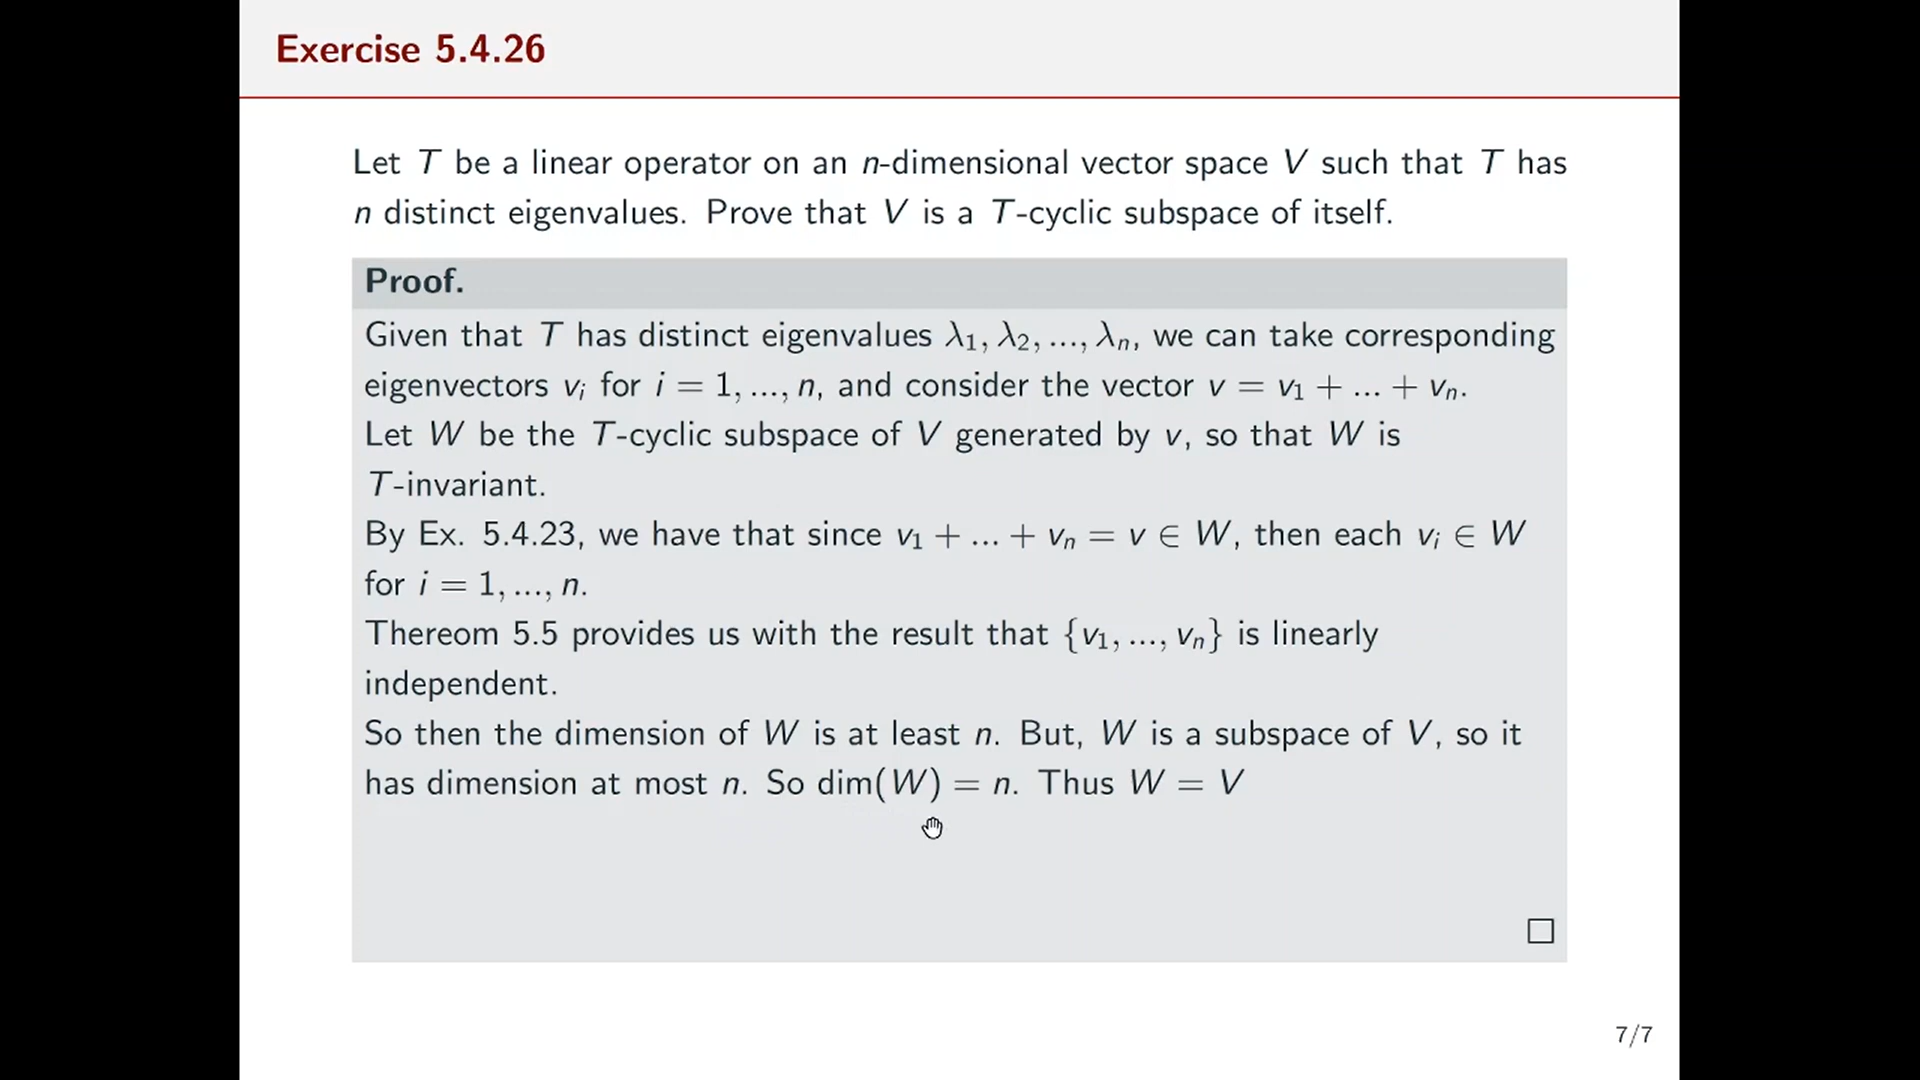 Exercise 5.4.26
Let T be a linear operator on an n-dimensional vector space V such that T has
n distinct eigenvalues. Prove that V is a T-cyclic subspace of itself.
Proof.
Given that T has distinct eigenvalues λ₁, λ₂, ..., λₙ, we can take corresponding
eigenvectors vᵢ for i = 1, ..., n, and consider the vector v = v₁ + ... + vₙ.
Let W be the T-cyclic subspace of V generated by v, so that W is
T-invariant.
By Ex. 5.4.23, we have that since v₁ + ... + vₙ = v ∈ W, then each vᵢ ∈ W
for i = 1, ..., n.
Thereom 5.5 provides us with the result that {v₁, ..., vₙ} is linearly
independent.
So then the dimension of W is at least n. But, W is a subspace of V, so it
has dimension at most n. So dim(W) = n. Thus W = V
□
7/7